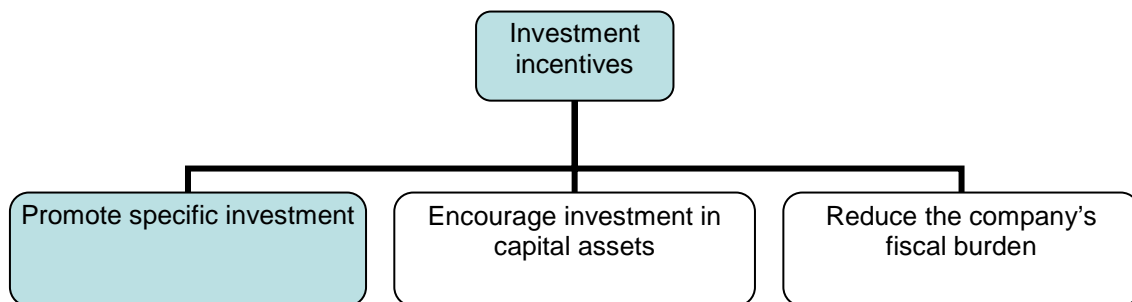 Investment
incentives
Promote specific investment
Encourage investment in
capital assets
Reduce the company’s
fiscal burden